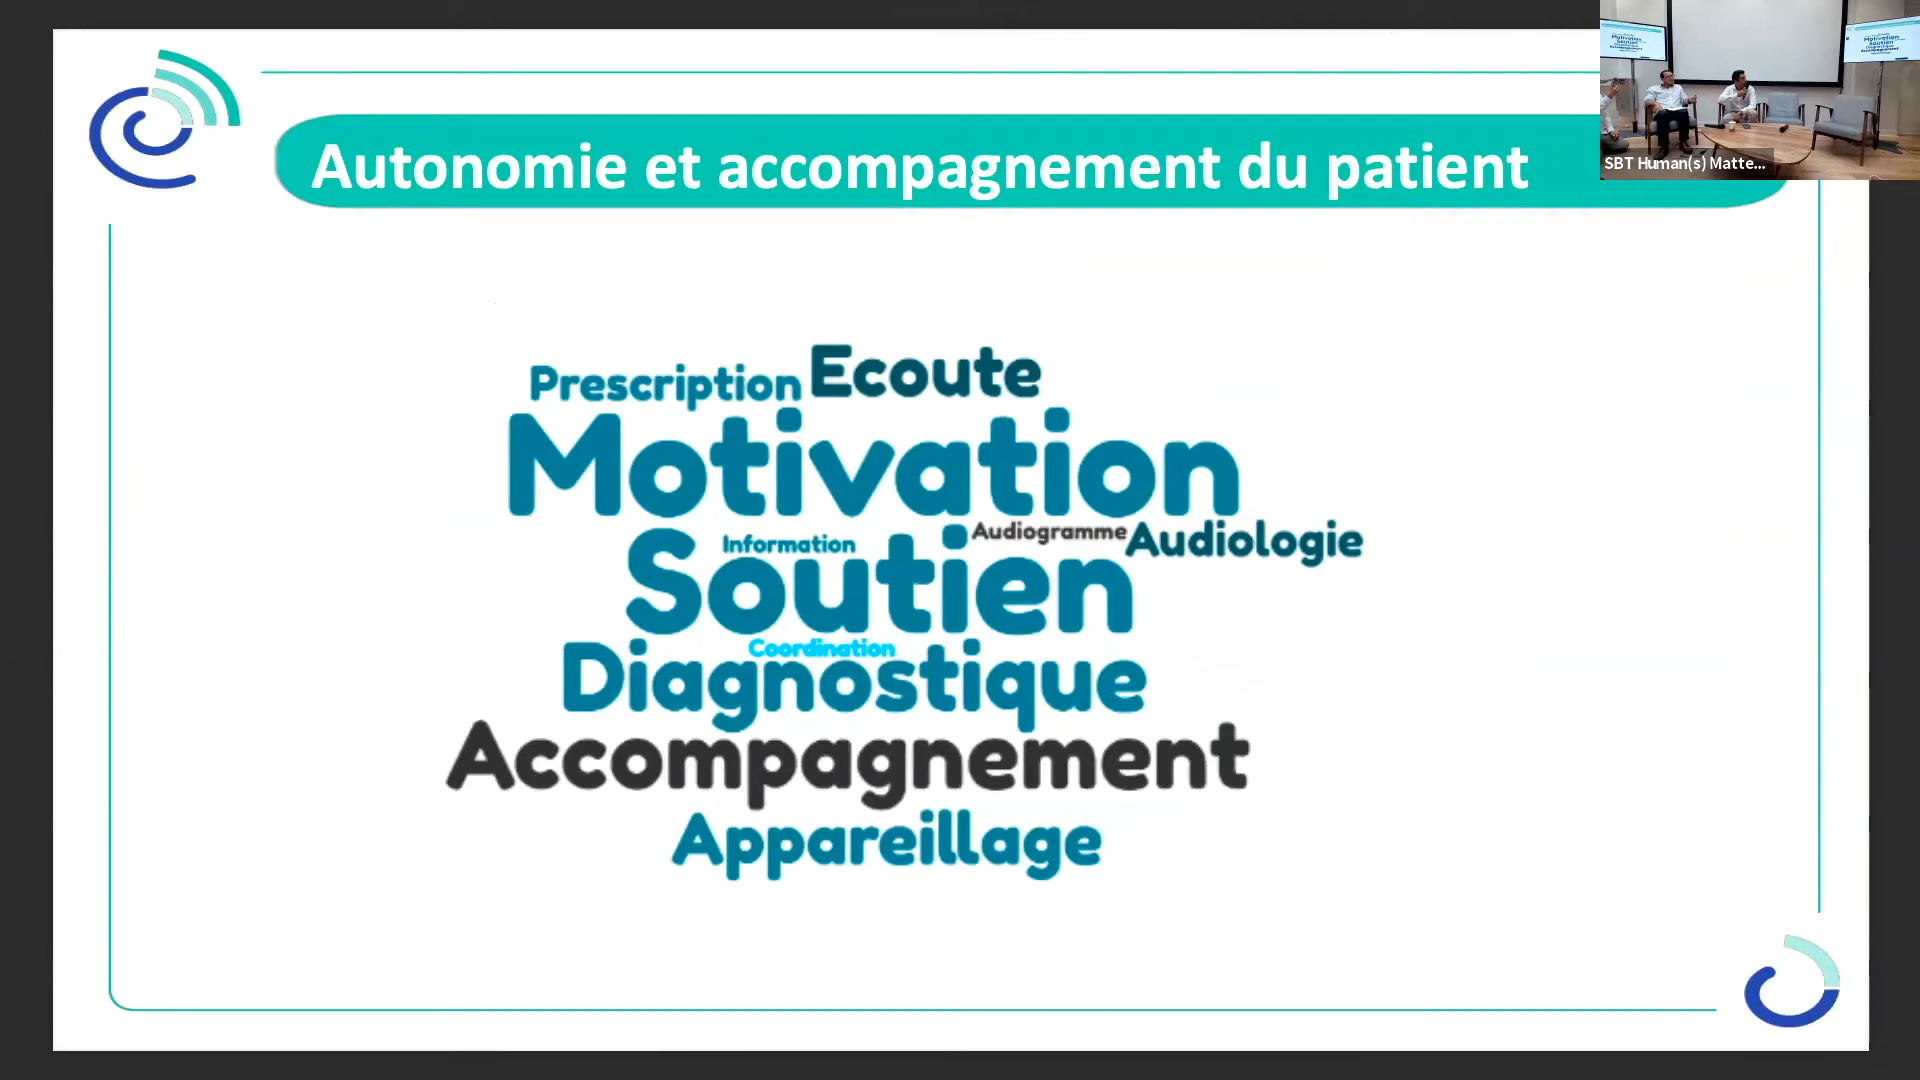 Autonomie et accompagnement du patient
SBT Human(s) Matte...
Prescription Ecoute
Motivation
Audiogramme Audiologie
Information
Soutien
Coordination
Diagnostique
Accompagnement
Appareillage